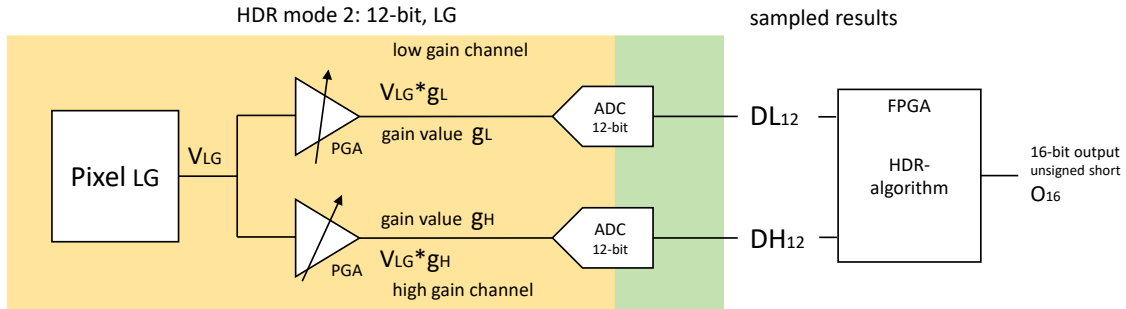 HDR mode 2: 12-bit, LG
sampled results
low gain channel
VLG*gL
ADC
12-bit
DL12
gain value gL
PGA
Pixel LG
VLG
FPGA
HDR-
algorithm
16-bit output
unsigned short
O16
gain value gH
ADC
12-bit
DH12
PGA
VLG*gH
high gain channel